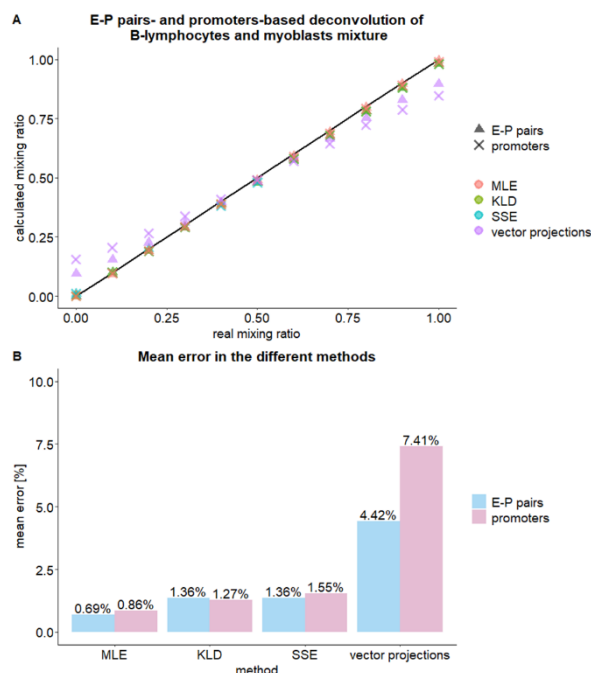 A
E-P pairs- and promoters-based deconvolution of
B-lymphocytes and myoblasts mixture
calculated mixing ratio
1.00
0.75
0.50
0.25
0.00
0.00 0.25 0.50 0.75 1.00
real mixing ratio
E-P pairs
promoters
MLE
KLD
SSE
vector projections
B
Mean error in the different methods
mean error [%]
10.0
7.5
5.0
2.5
0.0
0.69% 0.86% 1.36% 1.27% 1.36% 1.55% 4.42% 7.41%
MLE KLD SSE vector projections
method
E-P pairs
promoters